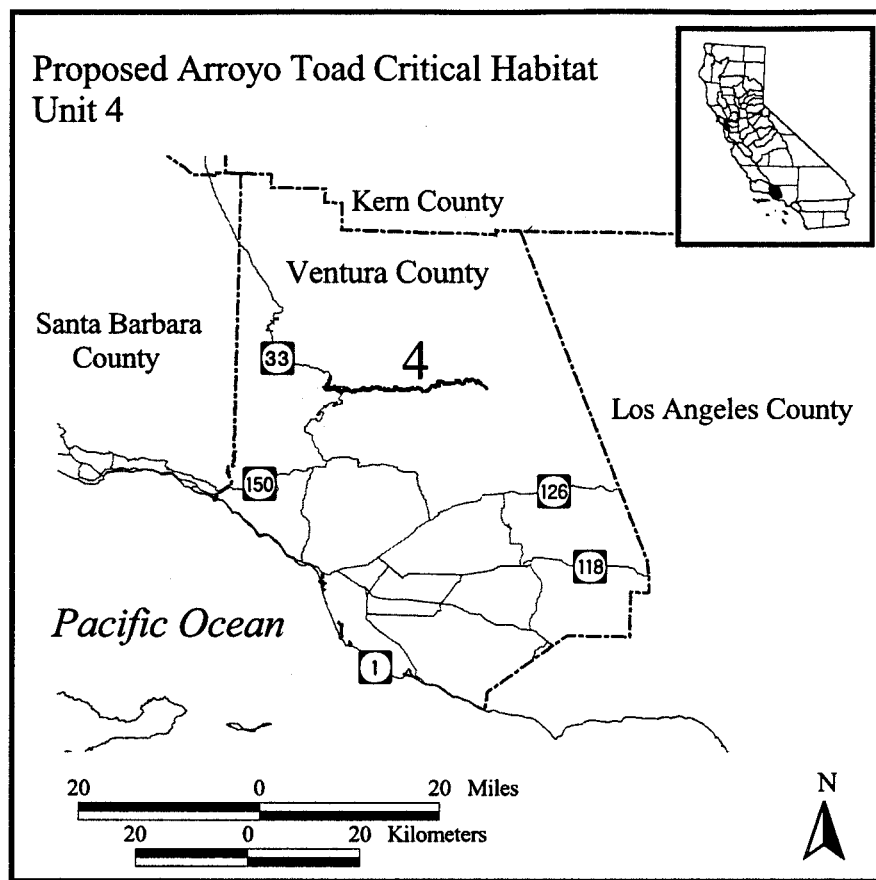 Proposed Arroyo Toad Critical Habitat
Unit 4
Kern County
Ventura County
Santa Barbara
County
33
4
Los Angeles County
150
126
118
Pacific Ocean
1
20 0 20 Miles
20 0 20 Kilometers
N